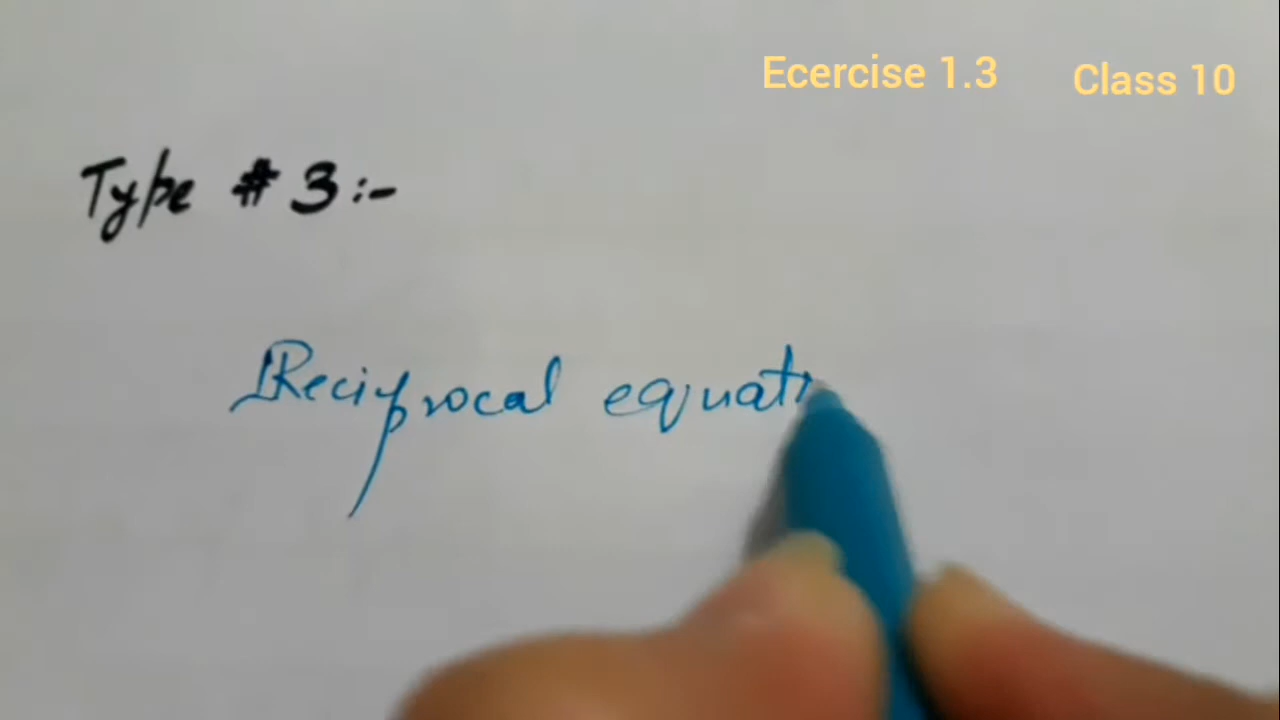 Ecercise 1.3 Class 10
Type # 3:-
Reciprocal equati